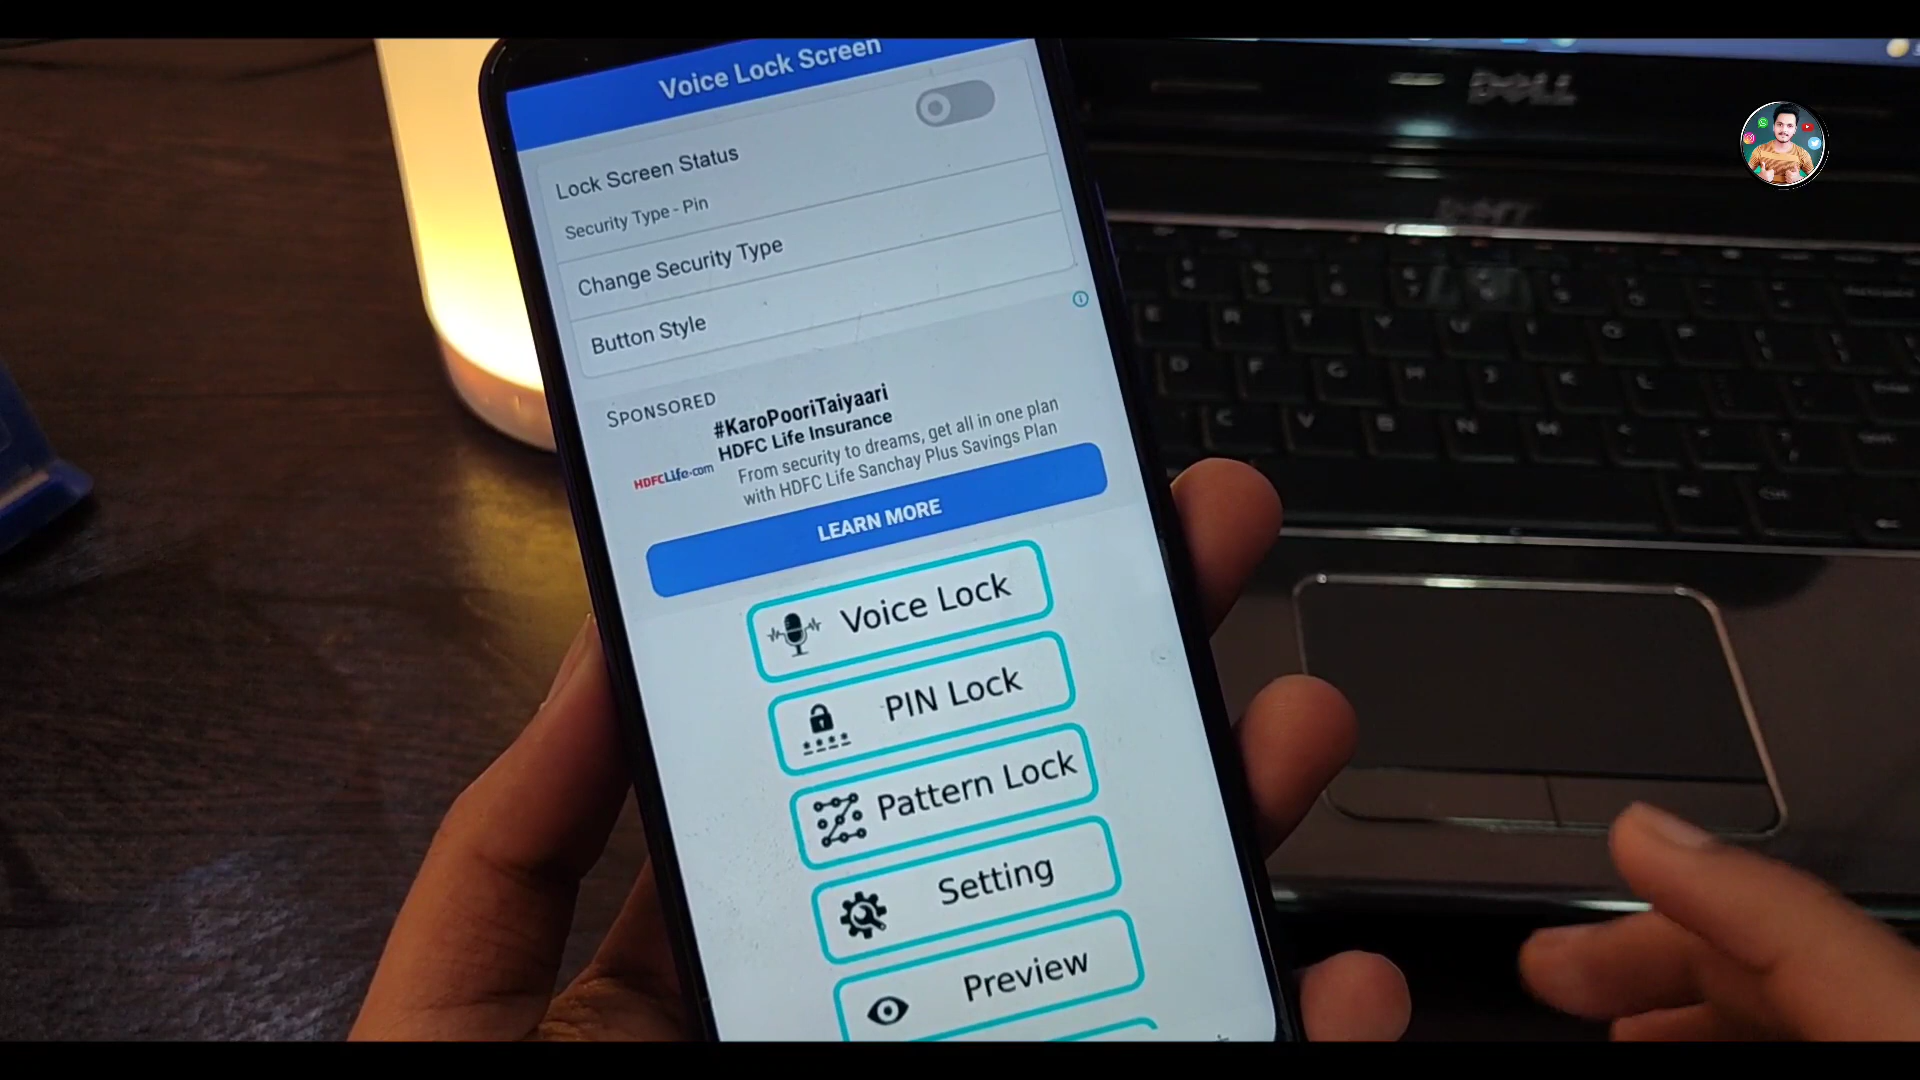 Voice Lock Screen
Lock Screen Status
Security Type - Pin
Change Security Type
Button Style
SPONSORED
#KaroPooriTaiyaari
HDFC Life Insurance
HDFCLife.com
From security to dreams, get all in one plan
with HDFC Life Sanchay Plus Savings Plan
LEARN MORE
Voice Lock
PIN Lock
Pattern Lock
Setting
Preview
DELL